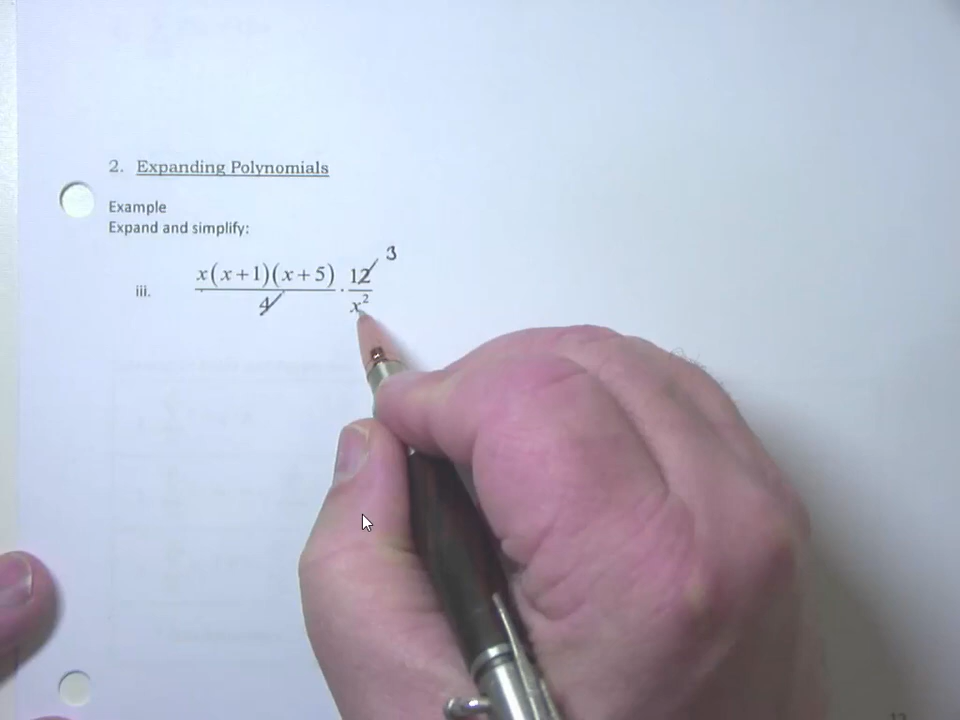 2. Expanding Polynomials
Example
Expand and simplify:
3
iii. x(x+1)(x+5)/4 · 12/x²